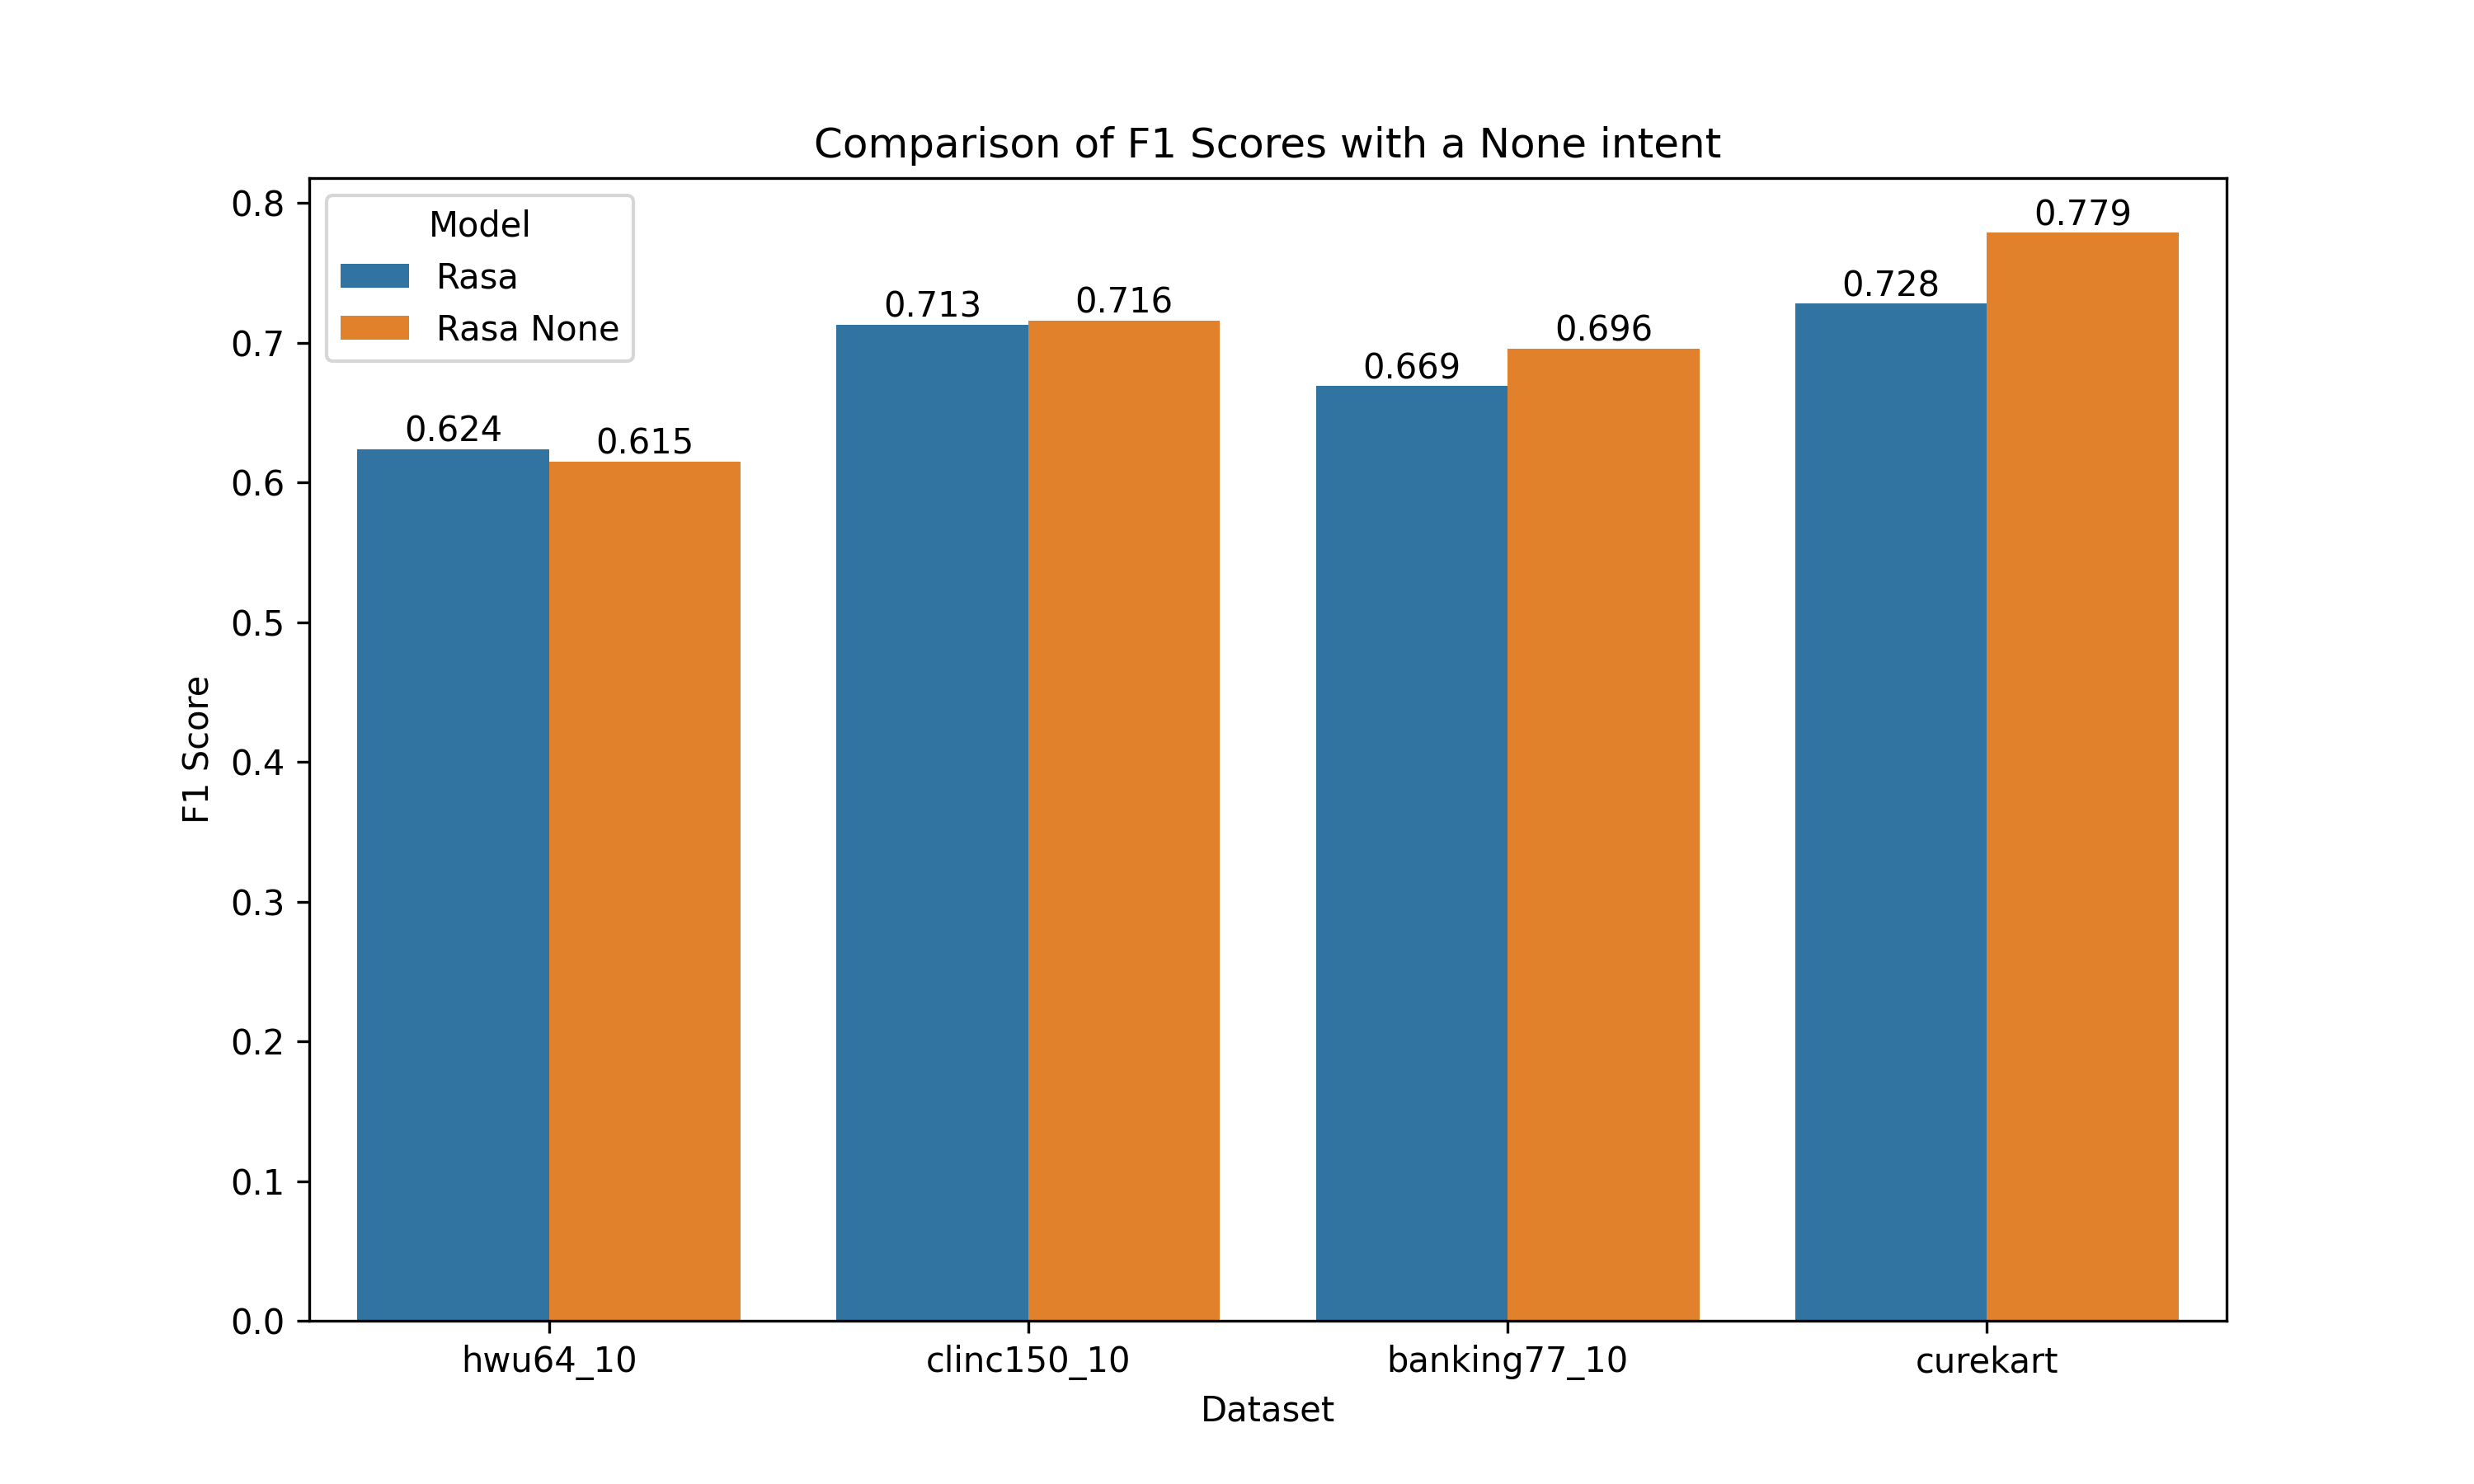 Comparison of F1 Scores with a None intent
Model
Rasa
Rasa None
0.624
0.615
0.713
0.716
0.669
0.696
0.728
0.779
F1 Score
0.8
0.7
0.6
0.5
0.4
0.3
0.2
0.1
0.0
hwu64_10
clinc150_10
banking77_10
curekart
Dataset